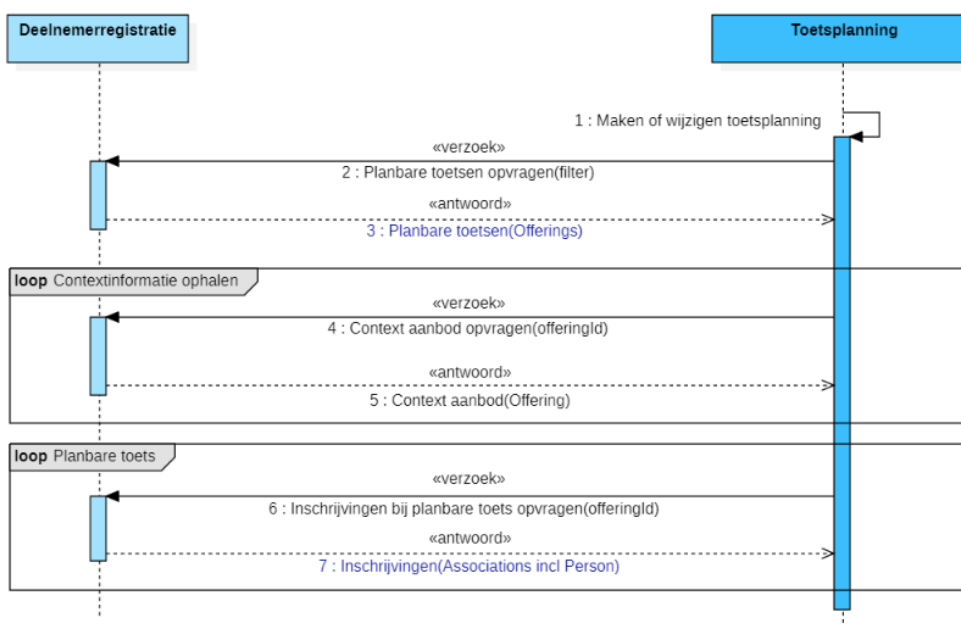 Deelnemerregistratie
Toetsplanning
1 : Maken of wijzigen toetsplanning
«verzoek»
2 : Planbare toetsen opvragen(filter)
«antwoord»
3 : Planbare toetsen(Offerings)
loop Contextinformatie ophalen
«verzoek»
4 : Context aanbod opvragen(offeringId)
«antwoord»
5 : Context aanbod(Offering)
loop Planbare toets
«verzoek»
6 : Inschrijvingen bij planbare toets opvragen(offeringId)
«antwoord»
7 : Inschrijvingen(Associations incl Person)